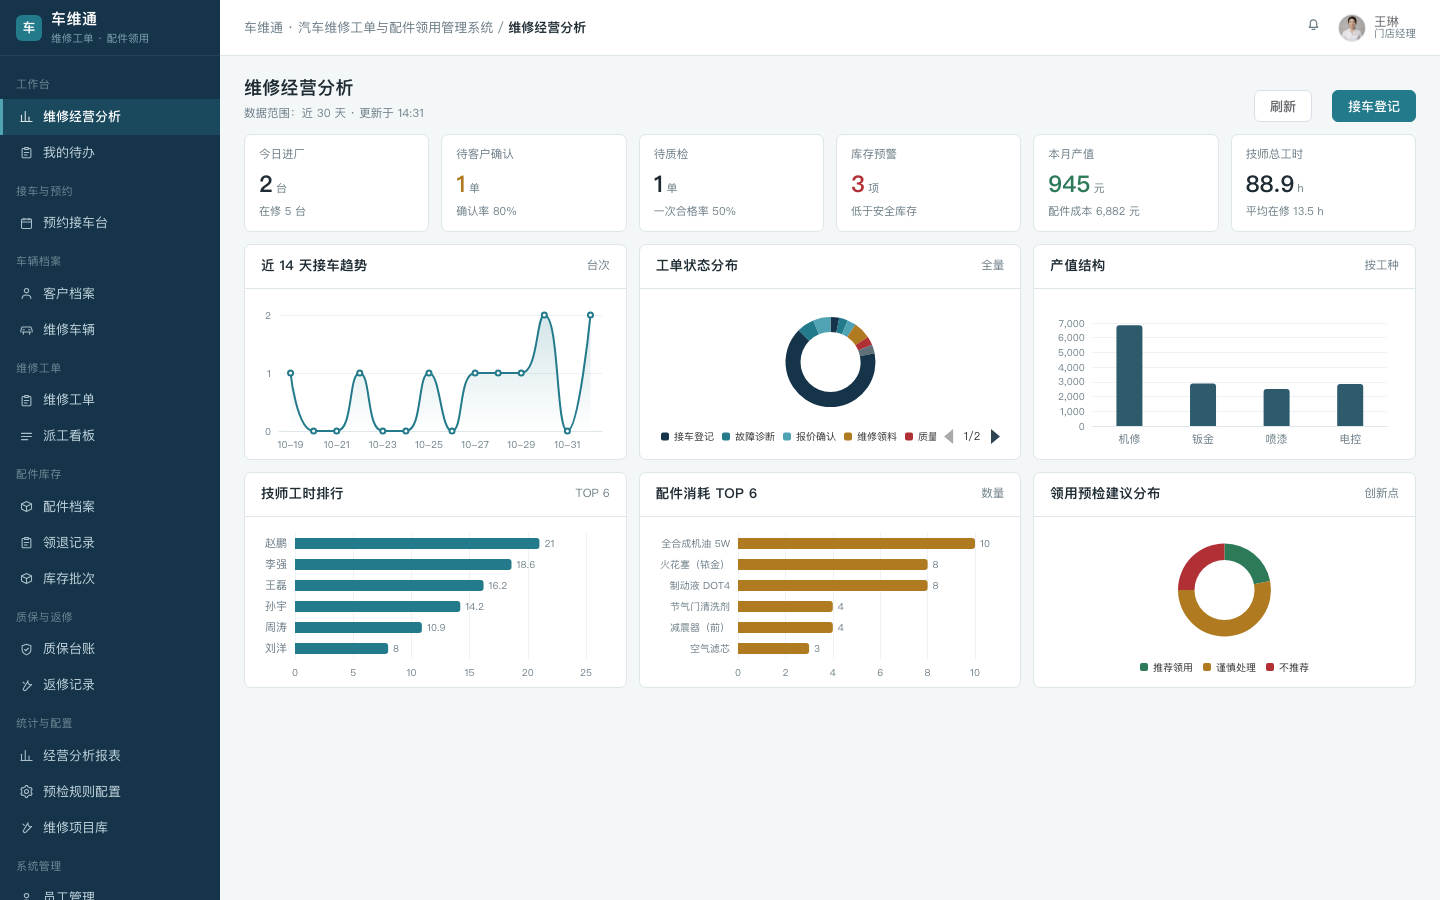 车
车维通
维修工单 · 配件领用
工作台
维修经营分析
我的待办
接车与预约
预约接车台
车辆档案
客户档案
维修车辆
维修工单
维修工单
派工看板
配件库存
配件档案
领退记录
库存批次
质保与返修
质保台账
返修记录
统计与配置
经营分析报表
预检规则配置
维修项目库
系统管理
员工管理
车维通 · 汽车维修工单与配件领用管理系统 / 维修经营分析
王琳
门店经理
维修经营分析
数据范围：近 30 天 · 更新于 14:31
刷新
接车登记
今日进厂
2 台
在修 5 台
待客户确认
1 单
确认率 80%
待质检
1 单
一次合格率 50%
库存预警
3 项
低于安全库存
本月产值
945 元
配件成本 6,882 元
技师总工时
88.9 h
平均在修 13.5 h
近 14 天接车趋势
台次
2
1
0
10-19 10-21 10-23 10-25 10-27 10-29 10-31
工单状态分布
全量
接车登记 故障诊断 报价确认 维修领料 质量 1/2
产值结构
按工种
7,000
6,000
5,000
4,000
3,000
2,000
1,000
0
机修 钣金 喷漆 电控
技师工时排行
TOP 6
赵鹏 21
李强 18.6
王磊 16.2
孙宇 14.2
周涛 10.9
刘洋 8
0 5 10 15 20 25
配件消耗 TOP 6
数量
全合成机油 5W 10
火花塞（铱金） 8
制动液 DOT4 8
节气门清洗剂 4
减震器（前） 4
空气滤芯 3
0 2 4 6 8 10
领用预检建议分布
创新点
推荐领用 谨慎处理 不推荐